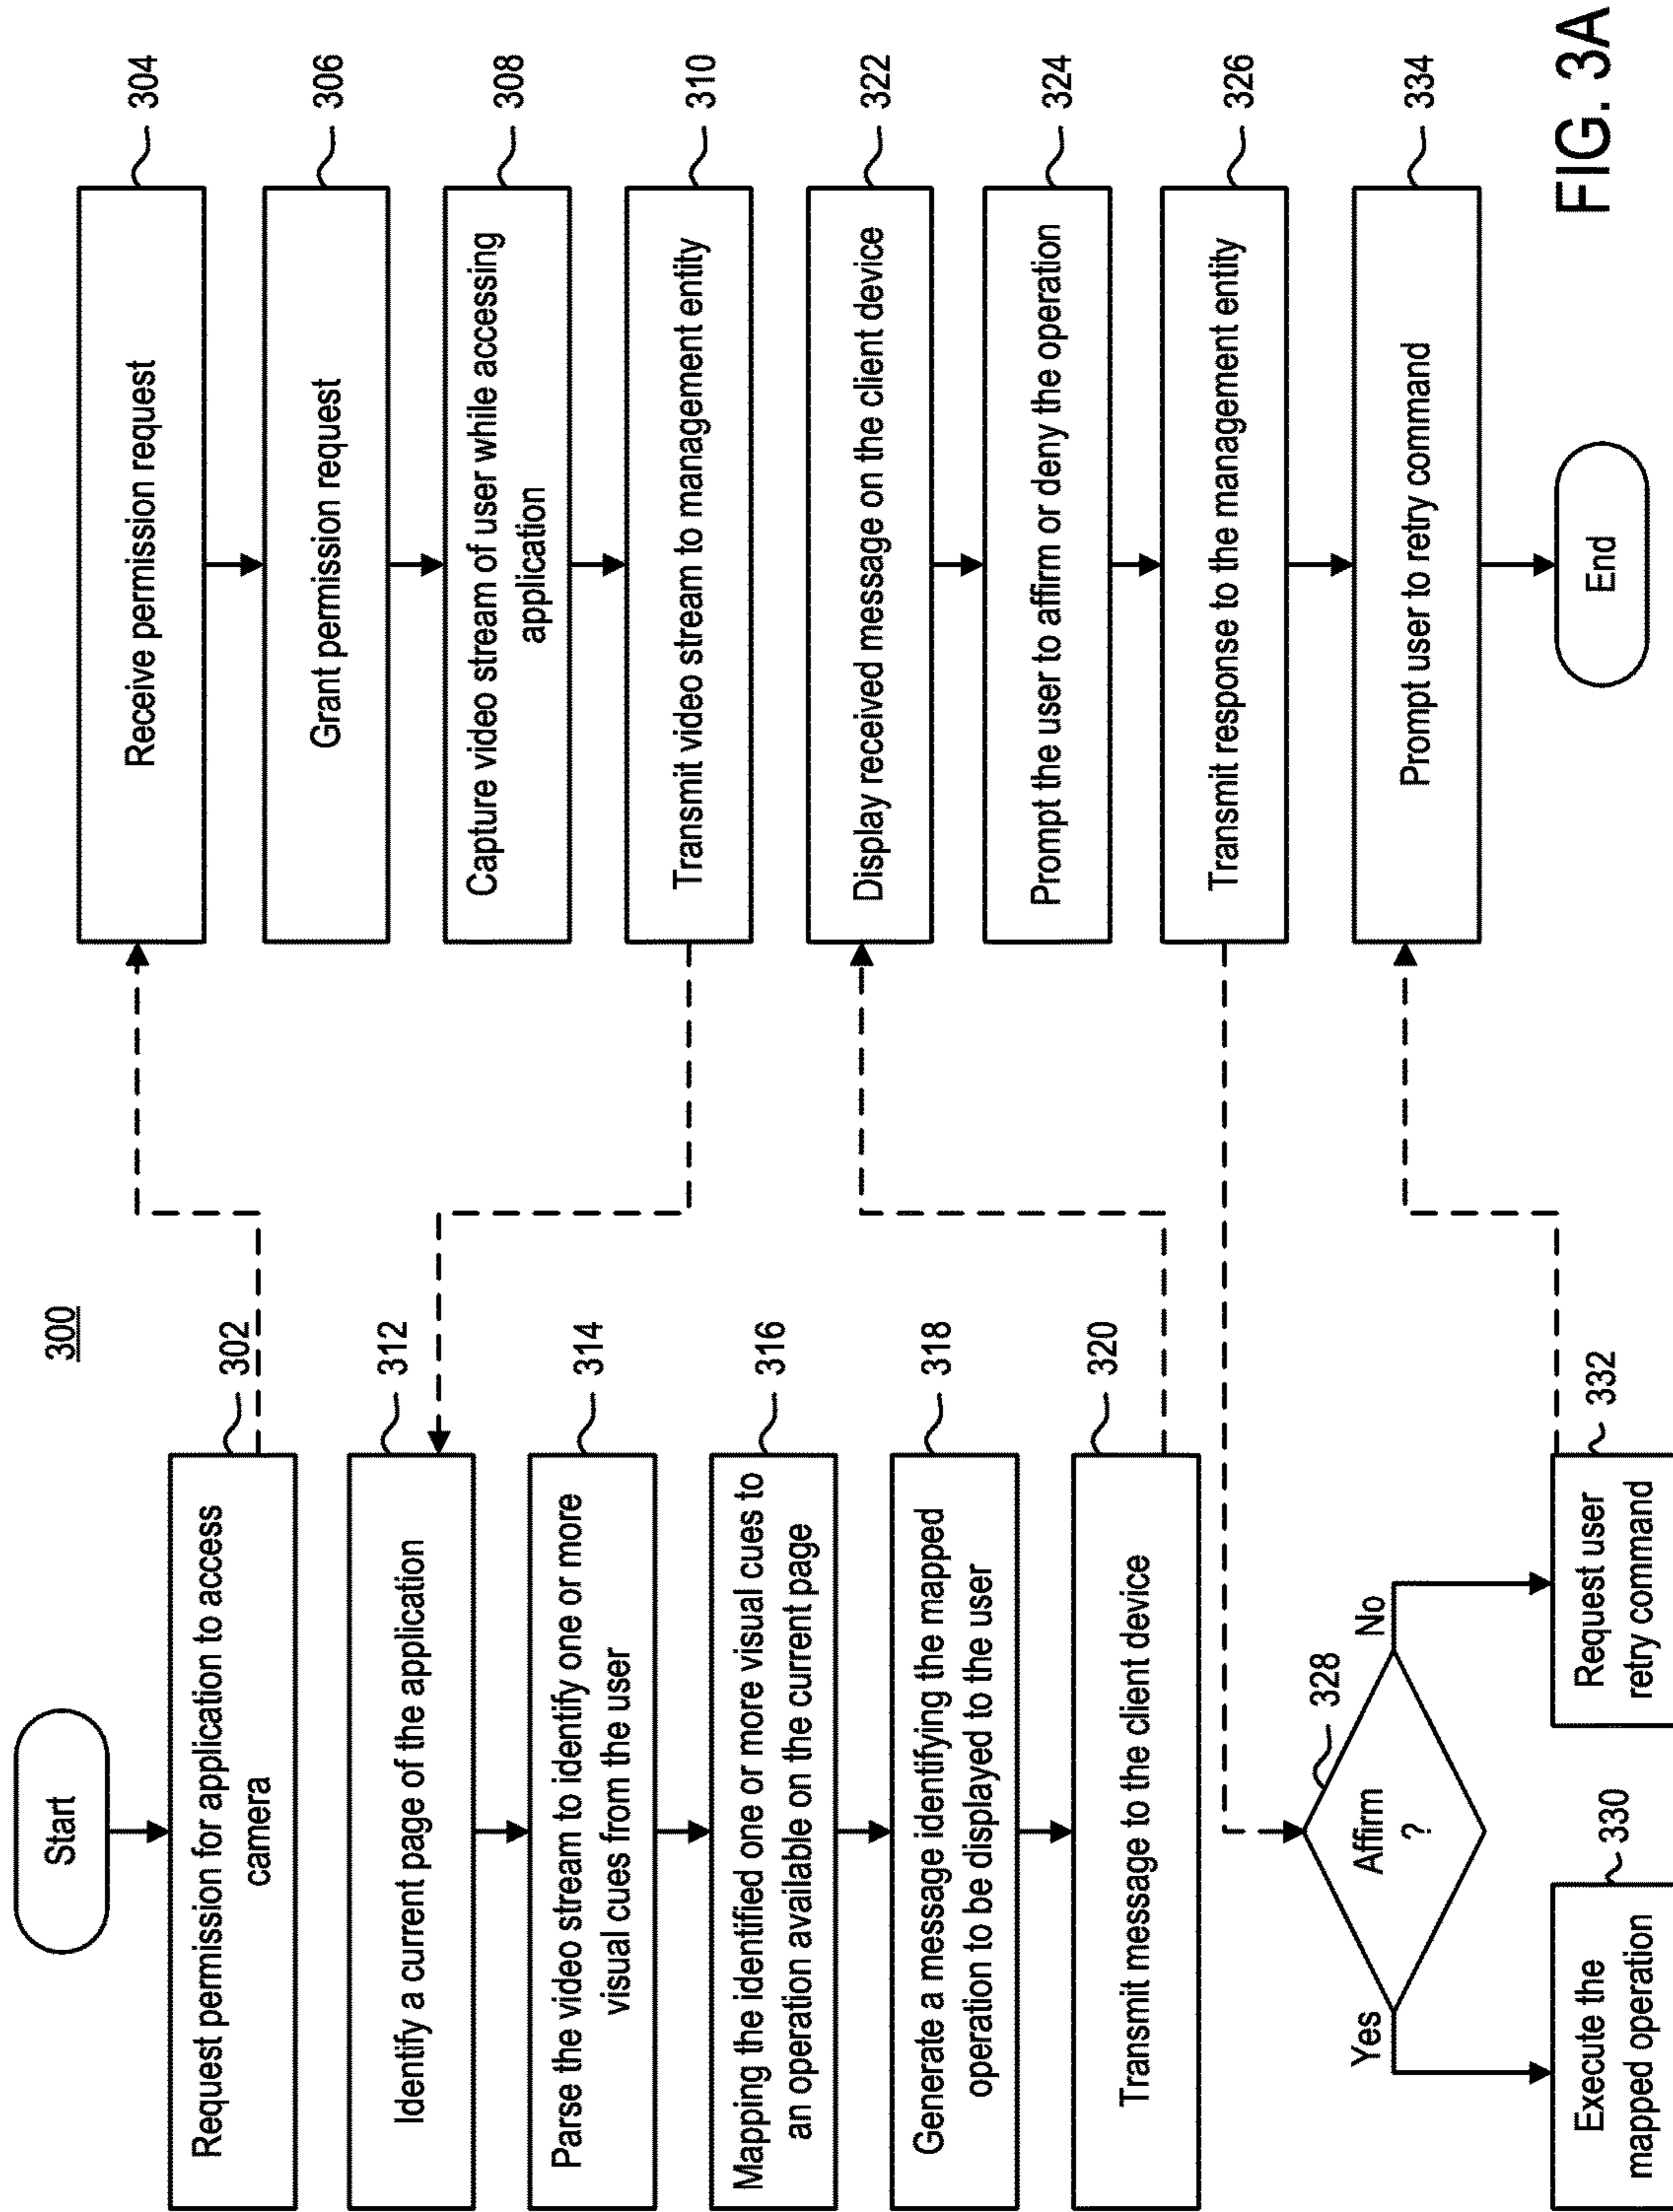 300
Start
Request permission for application to access
camera
302
Identify a current page of the application
312
Parse the video stream to identify one or more
visual cues from the user
314
Mapping the identified one or more visual cues to
an operation available on the current page
316
Generate a message identifying the mapped
operation to be displayed to the user
318
Transmit message to the client device
320
Affirm
?
328
Yes
No
Execute the
mapped operation
330
Request user
retry command
332
Receive permission request
304
Grant permission request
306
Capture video stream of user while accessing
application
308
Transmit video stream to management entity
310
Display received message on the client device
322
Prompt the user to affirm or deny the operation
324
Transmit response to the management entity
326
Prompt user to retry command
334
End
FIG. 3A